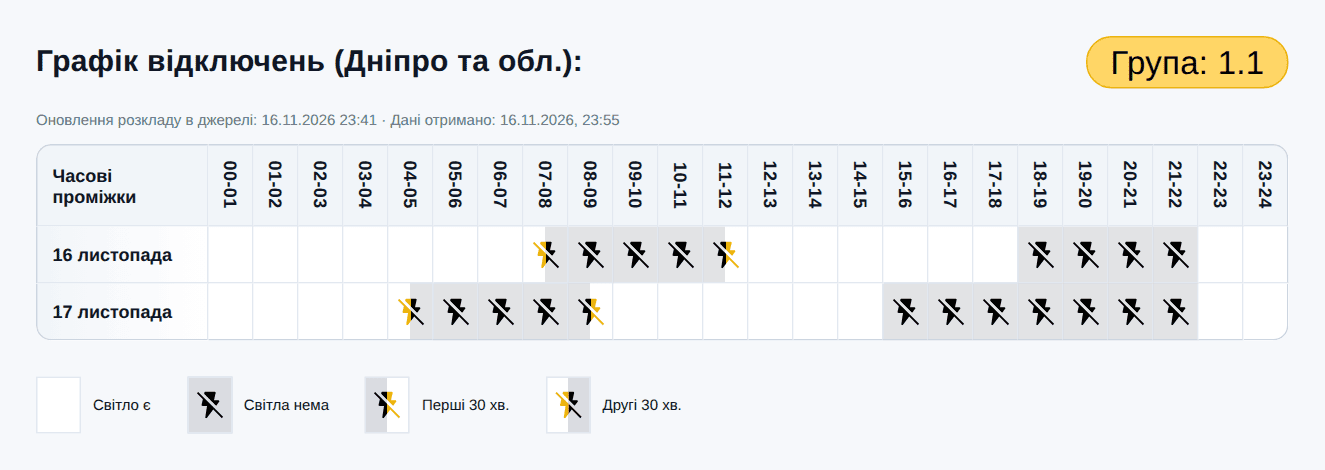 Графік відключень (Дніпро та обл.):
Група: 1.1
Оновлення розкладу в джерелі: 16.11.2026 23:41 · Дані отримано: 16.11.2026, 23:55
Часові проміжки 00-01 01-02 02-03 03-04 04-05 05-06 06-07 07-08 08-09 09-10 10-11 11-12 12-13 13-14 14-15 15-16 16-17 17-18 18-19 19-20 20-21 21-22 22-23 23-24
16 листопада
17 листопада
Світло є Світла нема Перші 30 хв. Другі 30 хв.